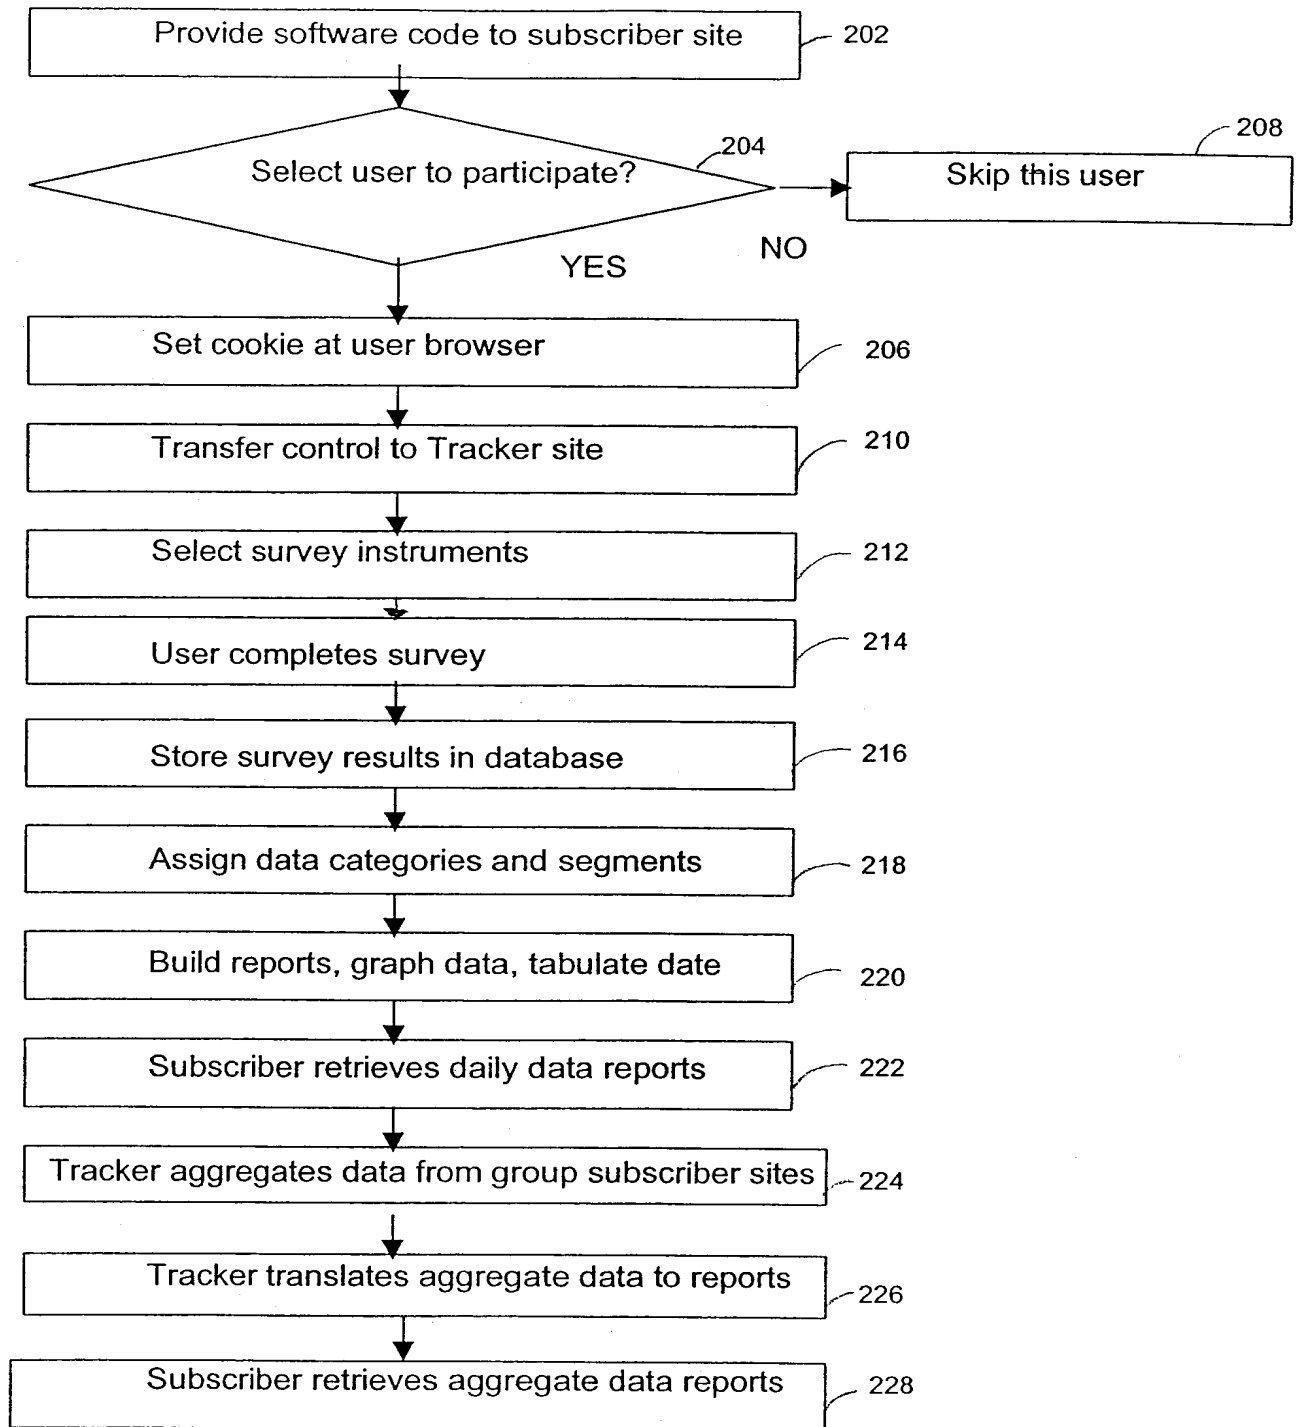 Provide software code to subscriber site
202
Select user to participate?
204
208
Skip this user
NO
YES
Set cookie at user browser
206
Transfer control to Tracker site
210
Select survey instruments
212
User completes survey
214
Store survey results in database
216
Assign data categories and segments
218
Build reports, graph data, tabulate date
220
Subscriber retrieves daily data reports
222
Tracker aggregates data from group subscriber sites
224
Tracker translates aggregate data to reports
226
Subscriber retrieves aggregate data reports
228